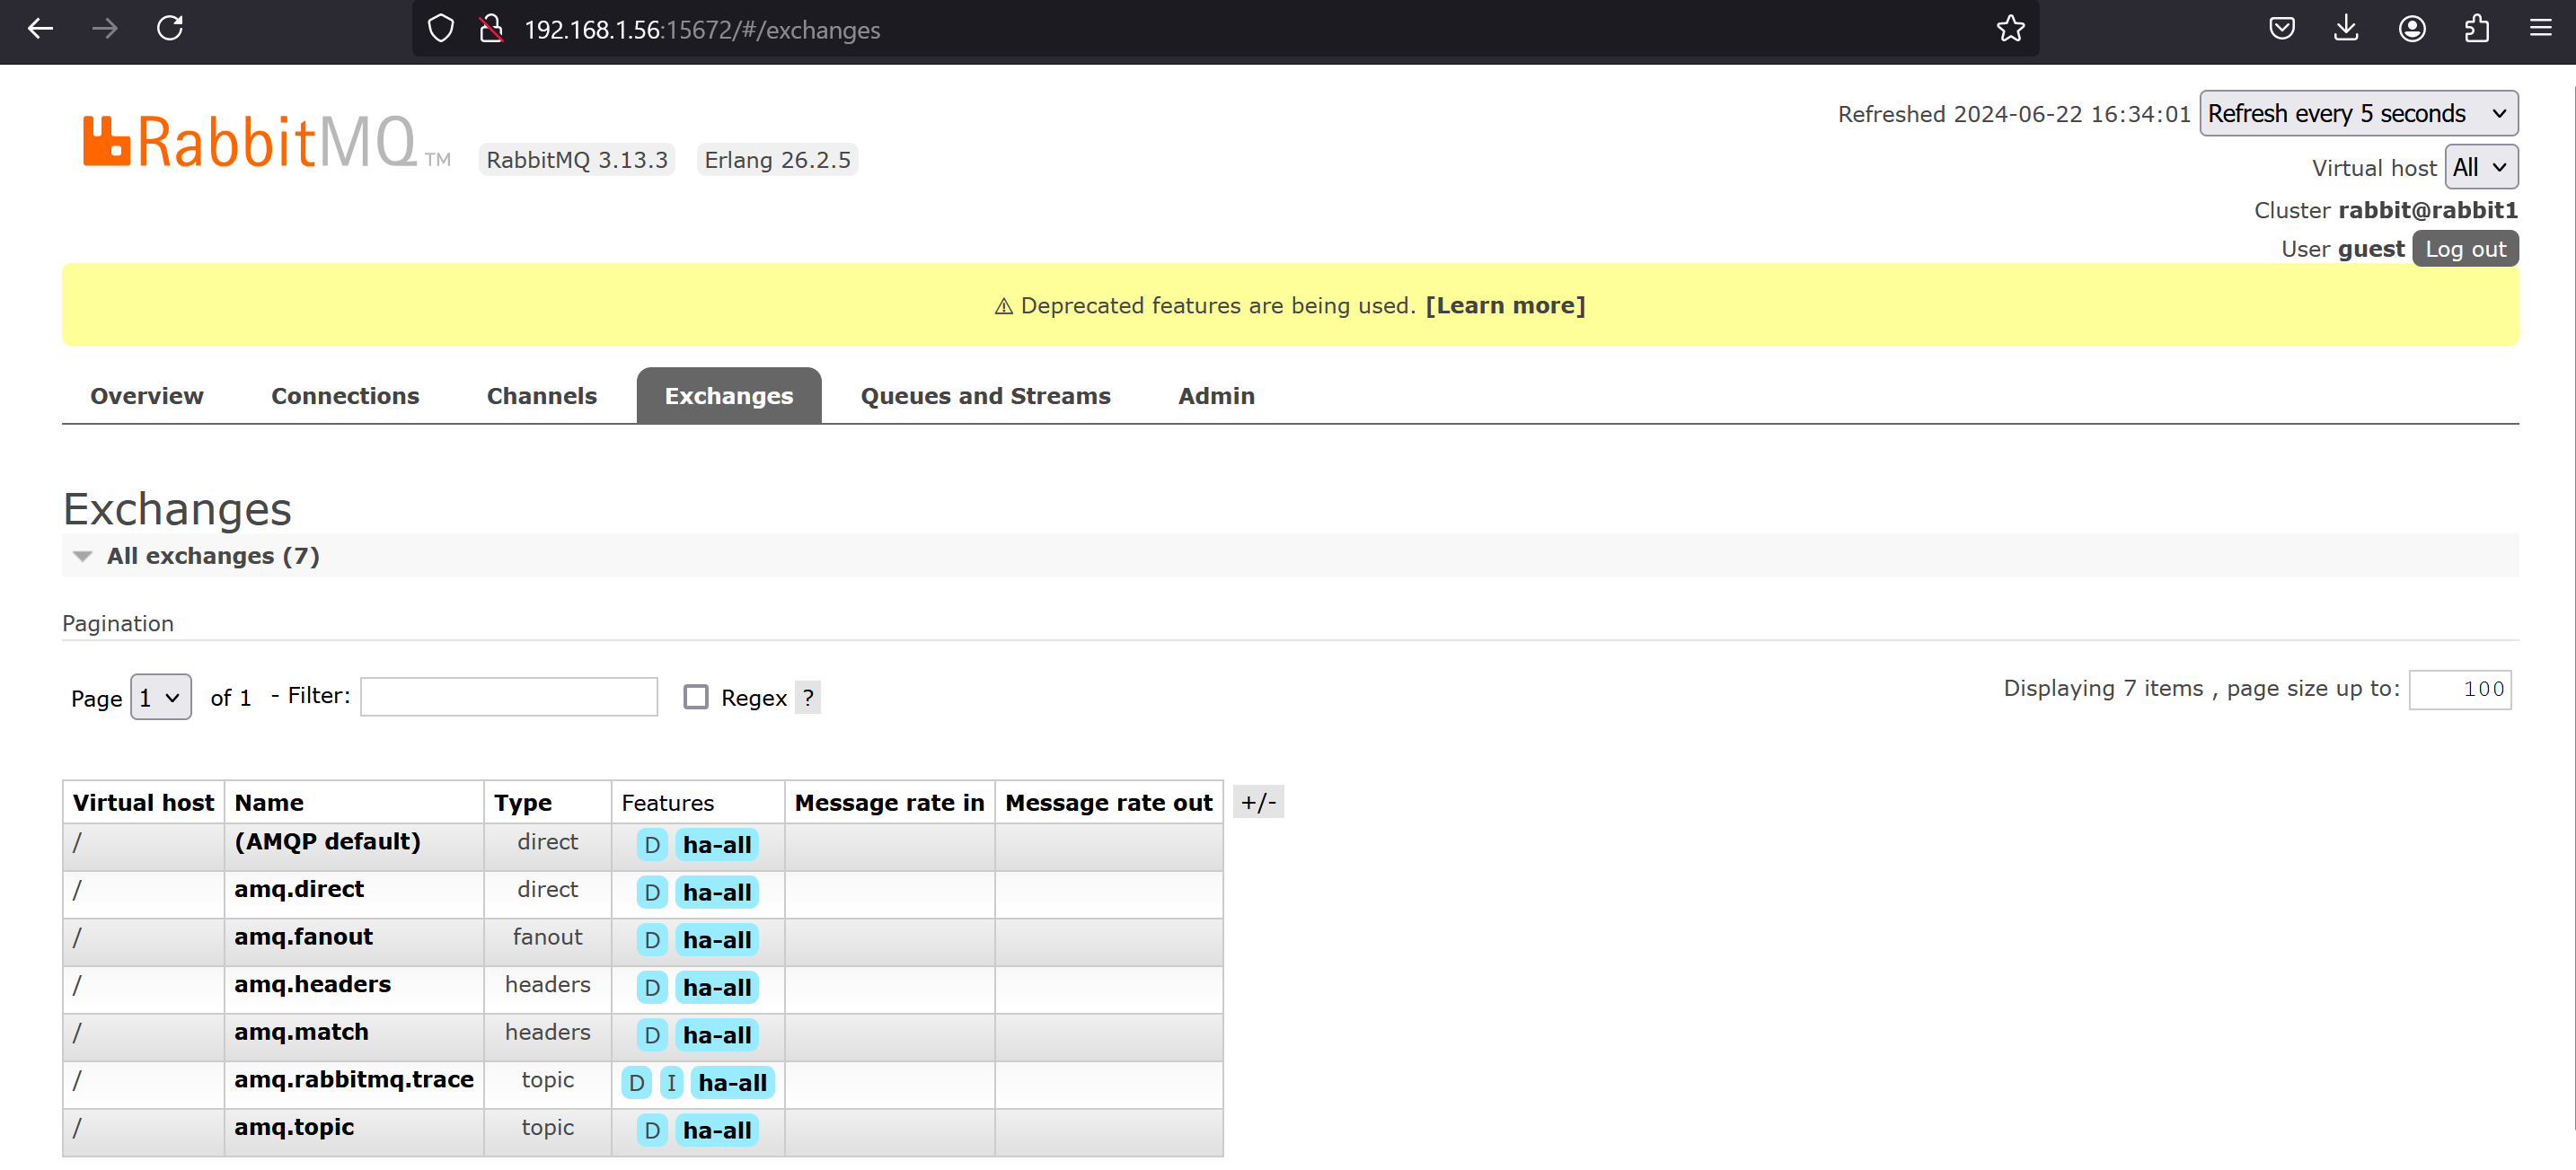 192.168.1.56:15672/#/exchanges
RabbitMQ TM RabbitMQ 3.13.3 Erlang 26.2.5
Refreshed 2024-06-22 16:34:01 Refresh every 5 seconds
Virtual host All
Cluster rabbit@rabbit1
User guest Log out
⚠ Deprecated features are being used. [Learn more]
Overview Connections Channels Exchanges Queues and Streams Admin
Exchanges
All exchanges (7)
Pagination
Page 1 of 1 - Filter: Regex ? Displaying 7 items , page size up to: 100
Virtual host Name Type Features Message rate in Message rate out +/-
/ (AMQP default) direct D ha-all
/ amq.direct direct D ha-all
/ amq.fanout fanout D ha-all
/ amq.headers headers D ha-all
/ amq.match headers D ha-all
/ amq.rabbitmq.trace topic D I ha-all
/ amq.topic topic D ha-all